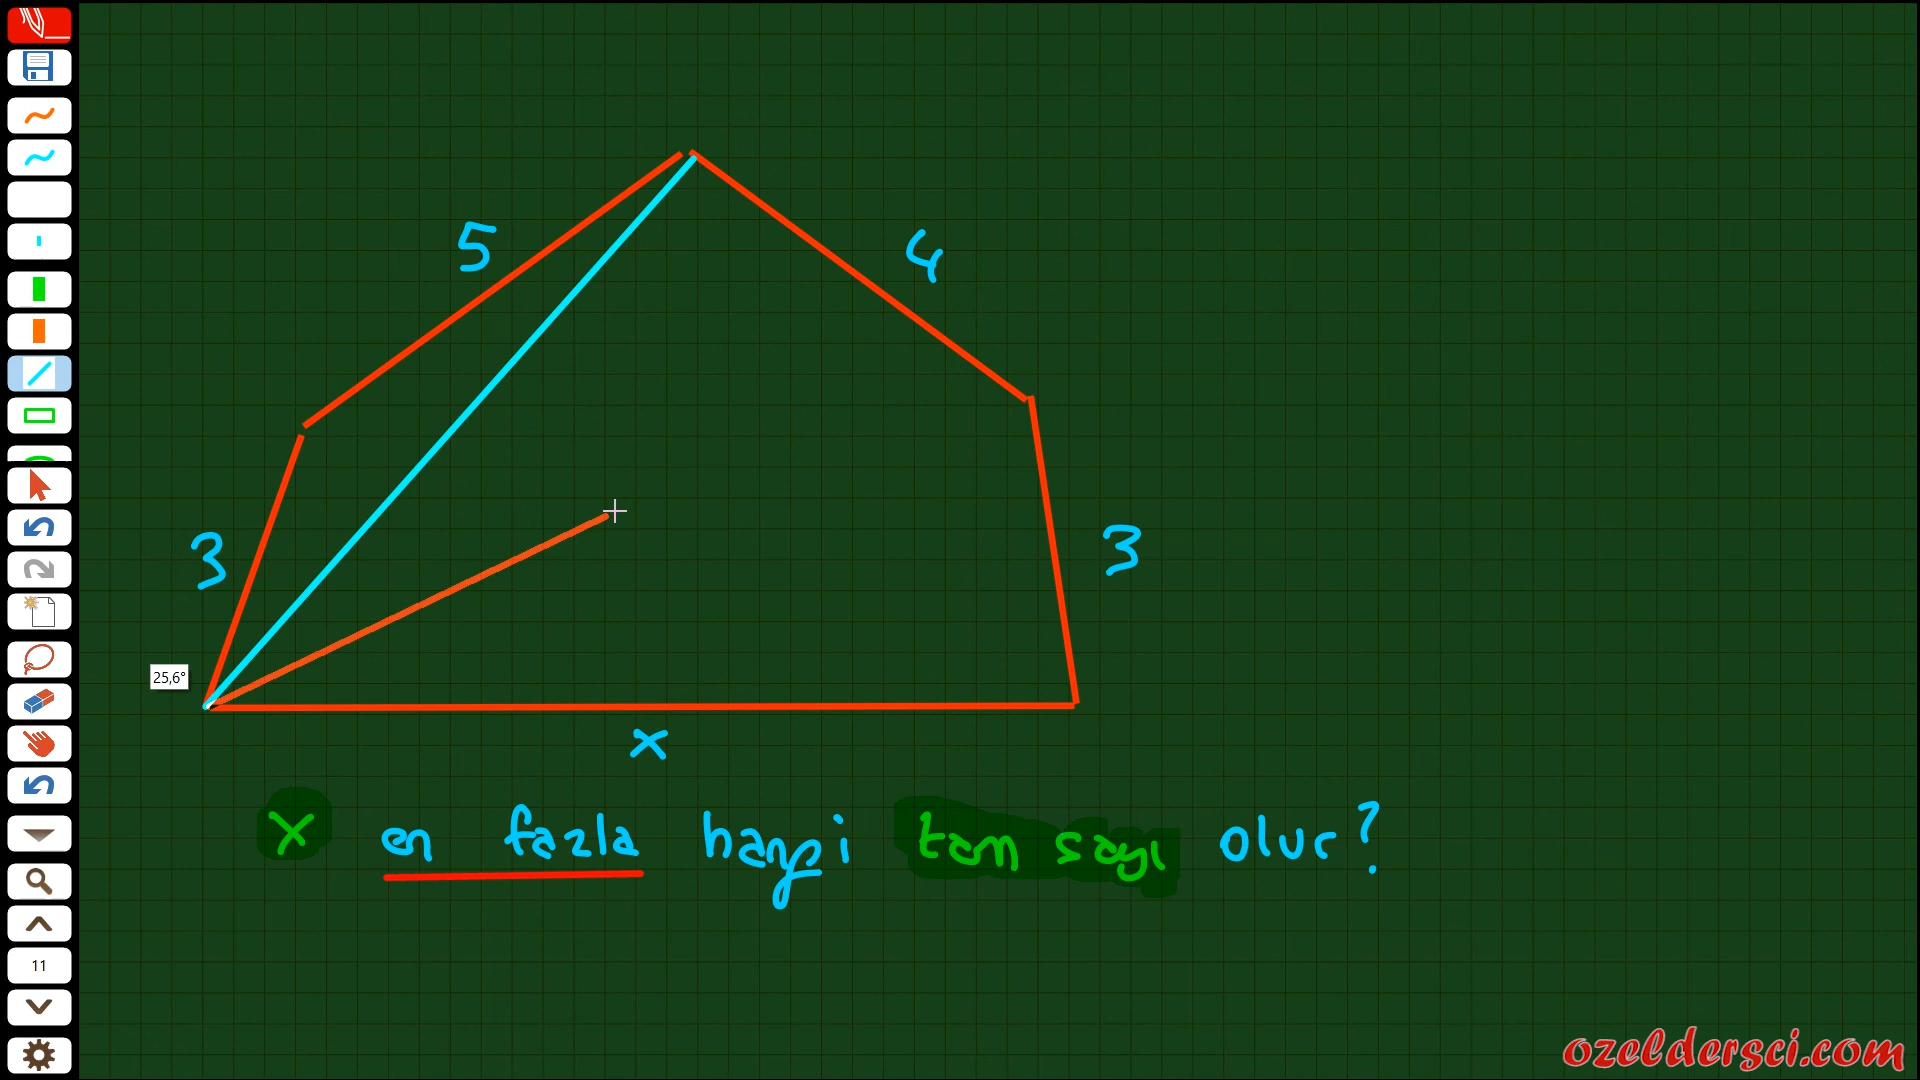 5
4
3
3
25,6°
x
x en fazla hangi tam sayı olur?
11
ozeldersci.com